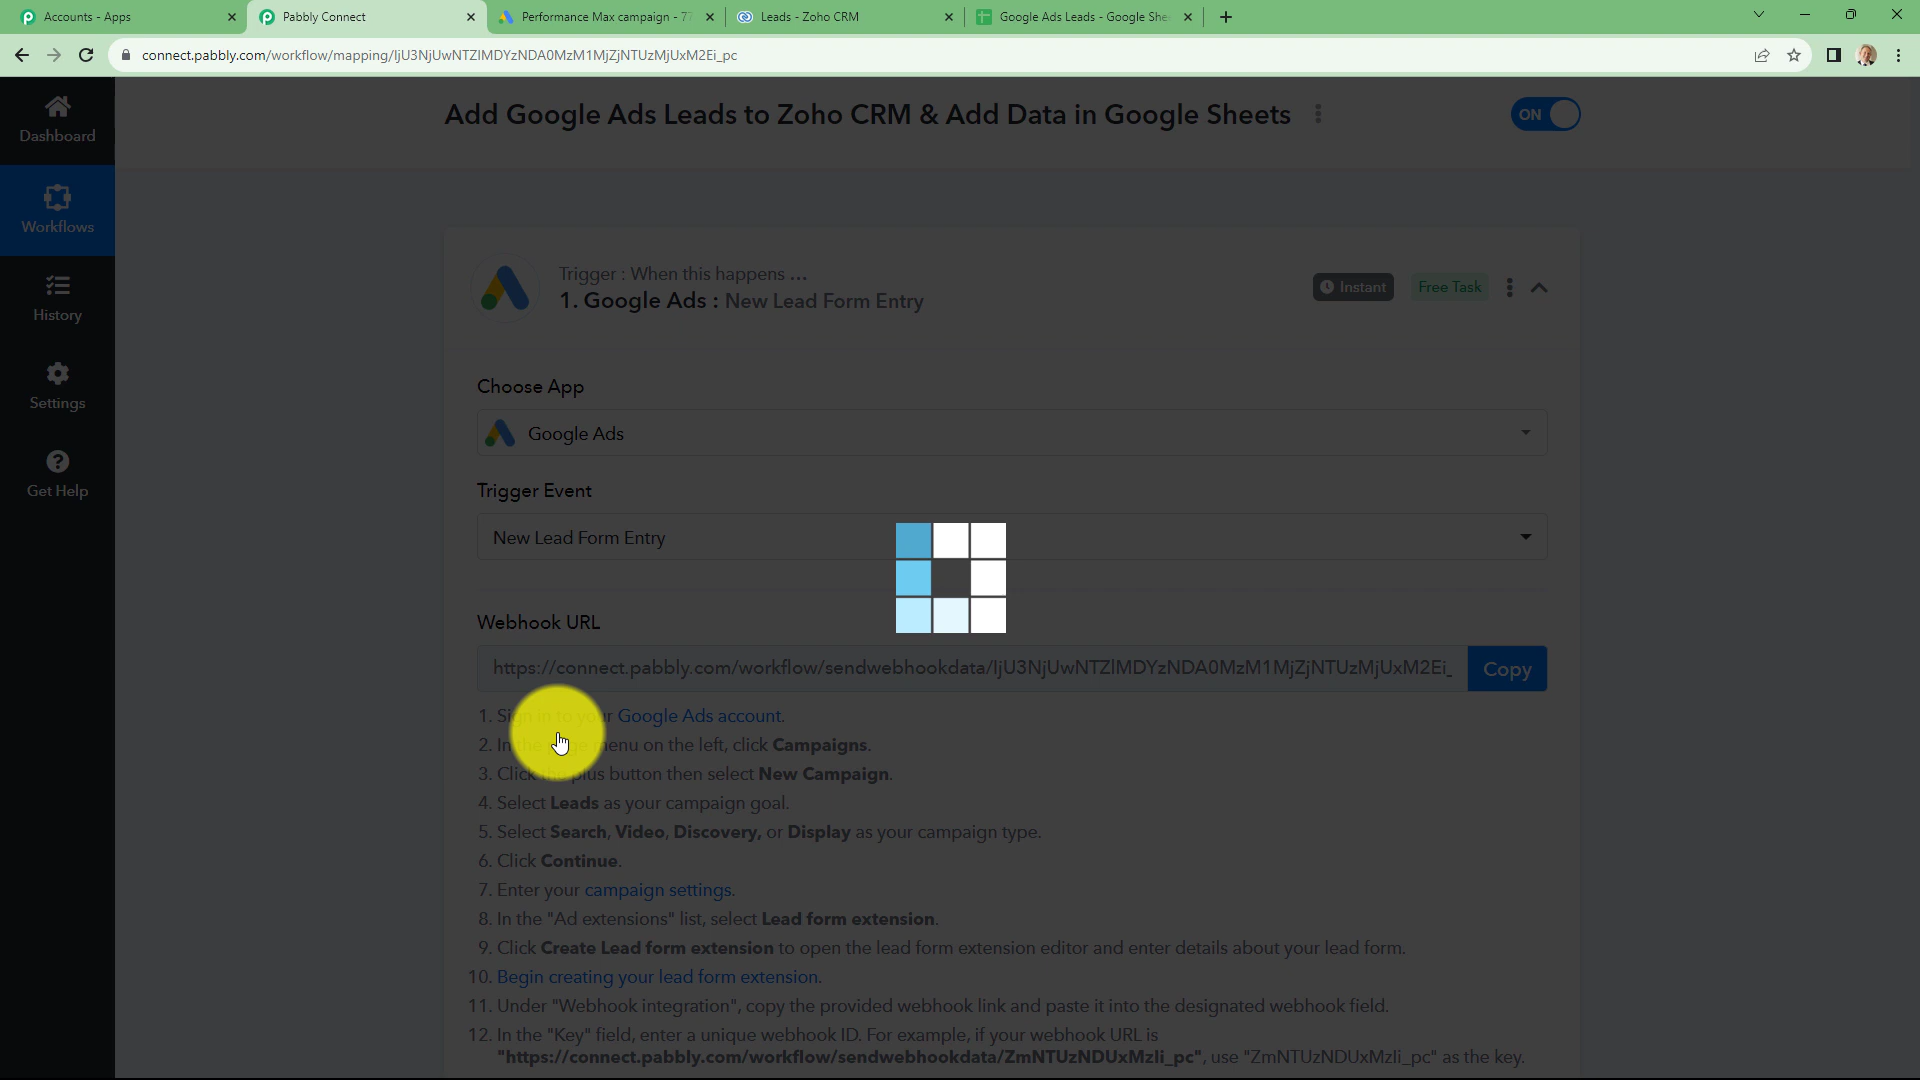 Accounts - Apps
Pabbly Connect
Performance Max campaign - 77
Leads - Zoho CRM
Google Ads Leads - Google She
connect.pabbly.com/workflow/mapping/IjU3NjUwNTZlMDYzNDA0MzM1MjZjNTUzMjUxM2Ei_pc
Add Google Ads Leads to Zoho CRM & Add Data in Google Sheets
ON
Dashboard
Workflows
History
Settings
Get Help
Trigger : When this happens ...
1. Google Ads : New Lead Form Entry
Instant
Free Task
Choose App
Google Ads
Trigger Event
New Lead Form Entry
Webhook URL
https://connect.pabbly.com/workflow/sendwebhookdata/IjU3NjUwNTZlMDYzNDA0MzM1MjZjNTUzMjUxM2Ei_
Copy
1. Sign in to your Google Ads account.
2. In the page menu on the left, click Campaigns.
3. Click the plus button then select New Campaign.
4. Select Leads as your campaign goal.
5. Select Search, Video, Discovery, or Display as your campaign type.
6. Click Continue.
7. Enter your campaign settings.
8. In the "Ad extensions" list, select Lead form extension.
9. Click Create Lead form extension to open the lead form extension editor and enter details about your lead form.
10. Begin creating your lead form extension.
11. Under "Webhook integration", copy the provided webhook link and paste it into the designated webhook field.
12. In the "Key" field, enter a unique webhook ID. For example, if your webhook URL is
"https://connect.pabbly.com/workflow/sendwebhookdata/ZmNTUzNDUxMzli_pc", use "ZmNTUzNDUxMzli_pc" as the key.